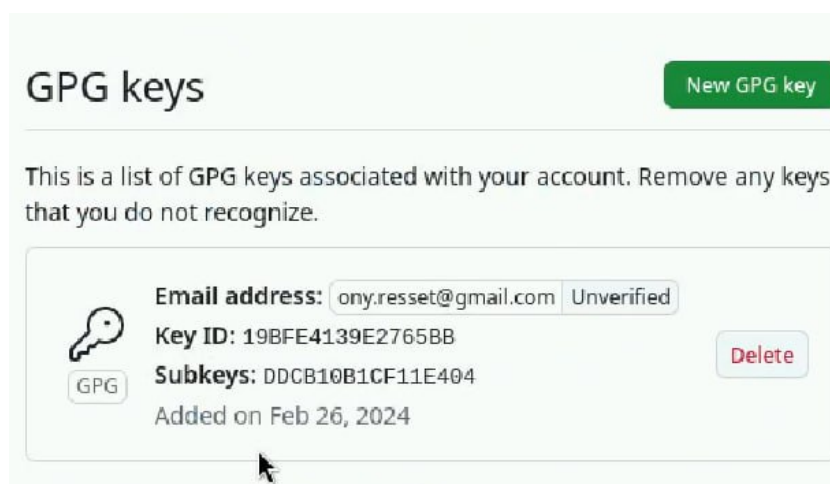 GPG keys
New GPG key
This is a list of GPG keys associated with your account. Remove any keys
that you do not recognize.
Email address: ony.resset@gmail.com Unverified
Key ID: 19BFE4139E2765BB
Subkeys: DDCB10B1CF11E404
Added on Feb 26, 2024
GPG
Delete